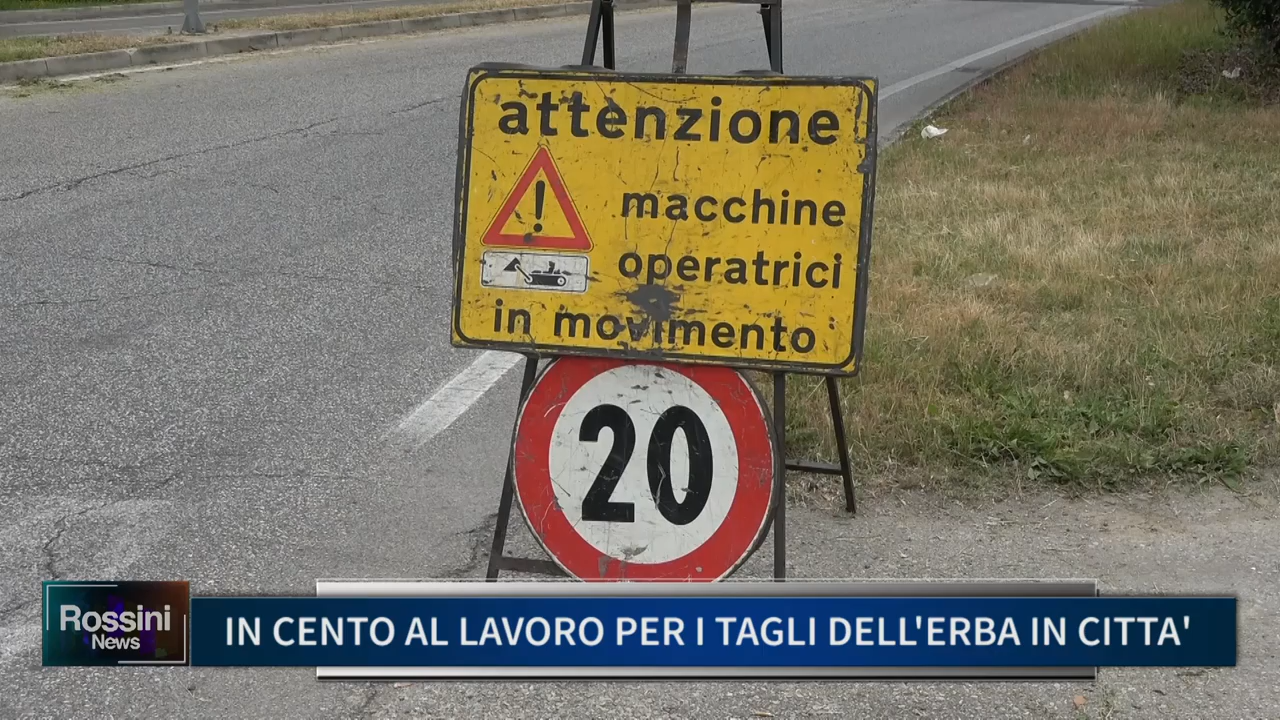 attenzione
!
macchine
operatrici
in movimento
20
Rossini
News
IN CENTO AL LAVORO PER I TAGLI DELL'ERBA IN CITTA'